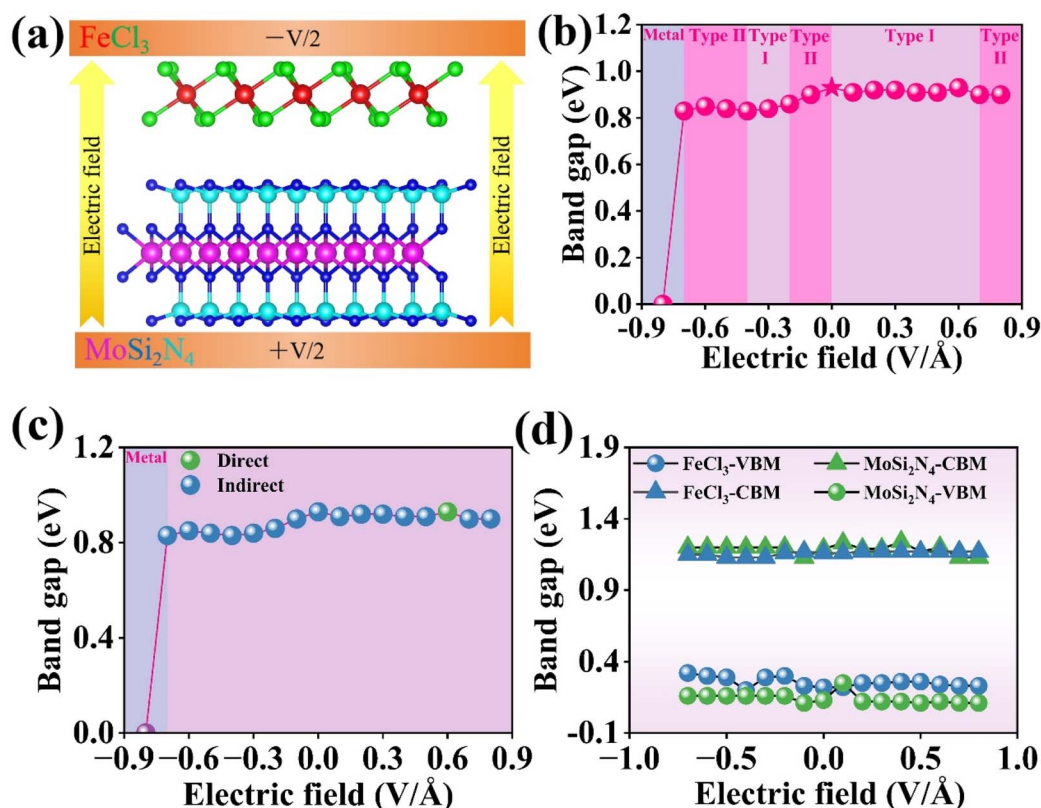 (a)
FeCl₃
−V/2
Electric field
Electric field
MoSi₂N₄
+V/2
(b)
Metal
Type II
Type
I
Type
II
Type I
Type
II
1.2
1.0
0.8
0.6
0.4
0.2
0.0
Band gap (eV)
−0.9 −0.6 −0.3 0.0 0.3 0.6 0.9
Electric field (V/Å)
(c)
Metal
Direct
Indirect
1.2
0.8
0.4
0.0
Band gap (eV)
−0.9 −0.6 −0.3 0.0 0.3 0.6 0.9
Electric field (V/Å)
(d)
FeCl₃-VBM
MoSi₂N₄-CBM
FeCl₃-CBM
MoSi₂N₄-VBM
1.9
1.4
0.9
0.4
-0.1
Band gap (eV)
−1.0 −0.5 0.0 0.5 1.0
Electric field (V/Å)